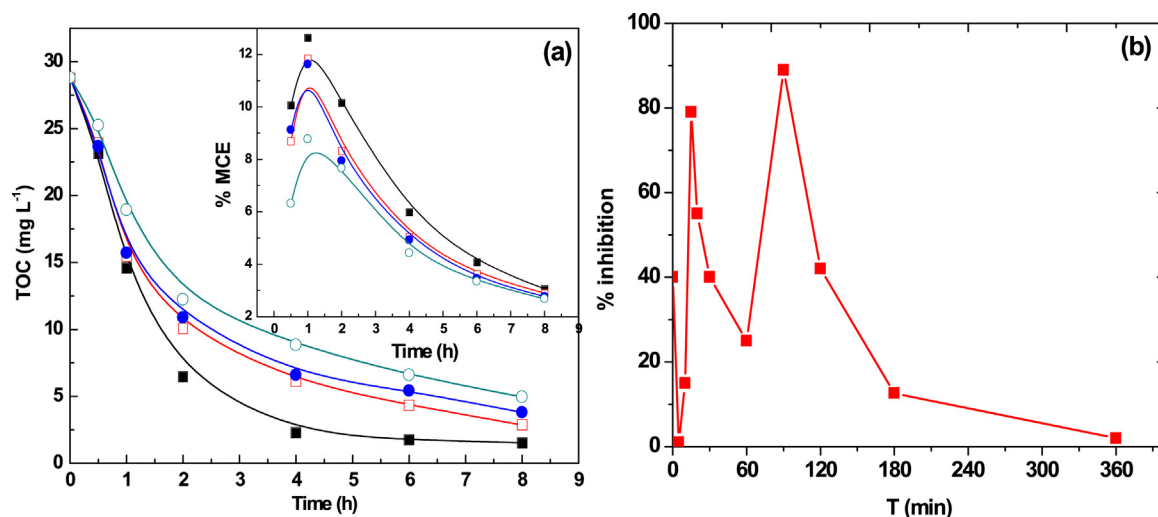 (a)
TOC (mg L⁻¹)
30
25
20
15
10
5
0
0 1 2 3 4 5 6 7 8 9
Time (h)
% MCE
12
10
8
6
4
2
0 1 2 3 4 5 6 7 8 9
Time (h)
(b)
% inhibition
100
80
60
40
20
0
0 60 120 180 240 300 360
T (min)